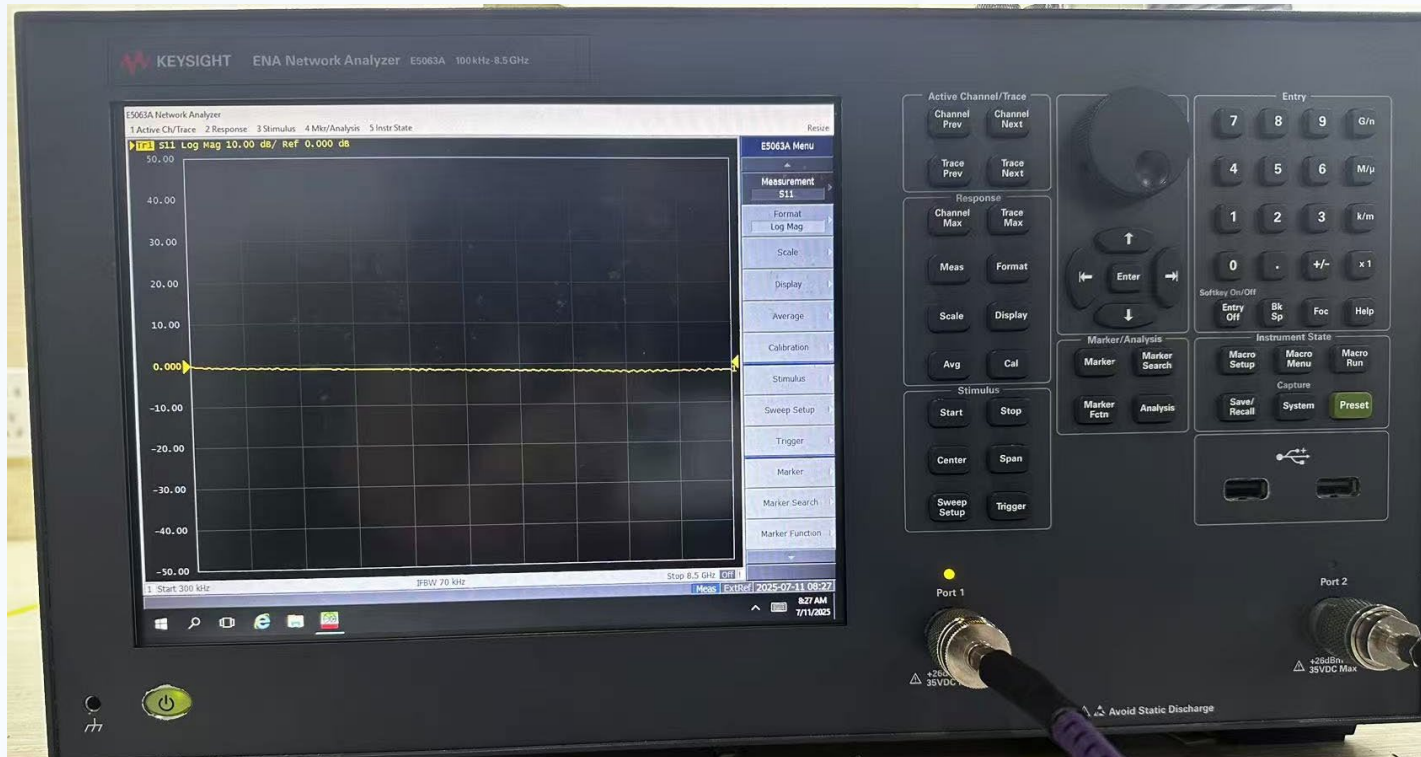 KEYSIGHT ENA Network Analyzer E5063A 100 kHz-8.5 GHz
E5063A Network Analyzer
1 Active Ch/Trace 2 Response 3 Stimulus 4 Mkr/Analysis 5 Instr State
Resize
Tr1 S11 Log Mag 10.00 dB/ Ref 0.000 dB
50.00
40.00
30.00
20.00
10.00
0.000
-10.00
-20.00
-30.00
-40.00
-50.00
1 Start 300 kHz
IFBW 70 kHz
Stop 8.5 GHz Off !
Meas ExtRef 2025-07-11 08:27
8:27 AM
7/11/2025
E5063A Menu
Measurement
S11
Format
Log Mag
Scale
Display
Average
Calibration
Stimulus
Sweep Setup
Trigger
Marker
Marker Search
Marker Function
Active Channel/Trace
Channel Prev
Channel Next
Trace Prev
Trace Next
Response
Channel Max
Trace Max
Meas
Format
Scale
Display
Avg
Cal
Stimulus
Start
Stop
Center
Span
Sweep Setup
Trigger
Enter
Marker/Analysis
Marker
Marker Search
Marker Fctn
Analysis
Entry
7 8 9 G/n
4 5 6 M/μ
1 2 3 k/m
0 . +/- x1
Softkey On/Off
Entry Off
Bk Sp
Foc
Help
Instrument State
Macro Setup
Macro Menu
Macro Run
Capture
Save/ Recall
System
Preset
Port 1
35VDC
Port 2
+26dBm
35VDC Max
Avoid Static Discharge